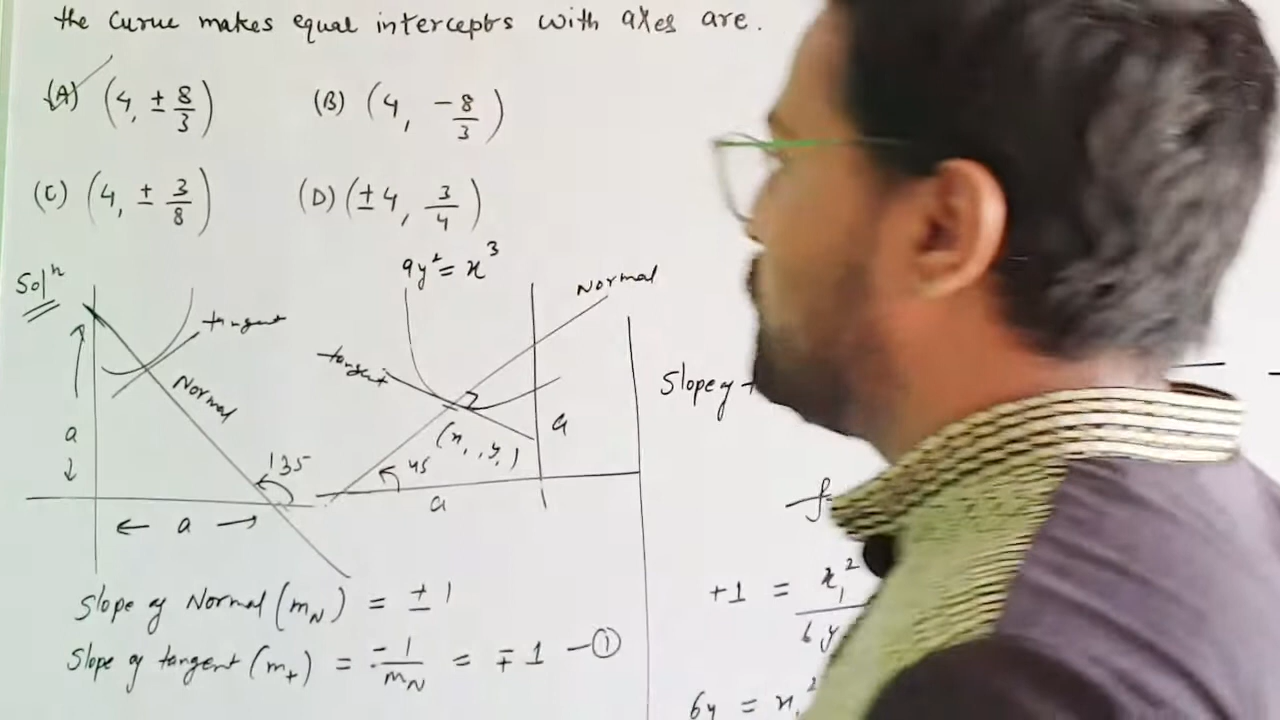 the curve makes equal intercepts with axes are.
(A) (4, ± 8/3) (B) (4, -8/3)
(C) (4, ± 3/8) (D) (±4, 3/4)
Solⁿ
9y² = x³
tangent
Normal
a
135
← a →
Normal
tangent
(x₁, y₁)
45
a
a
Slope of Normal (m_N) = ±1
Slope of tangent (m_t) = -1/m_N = ∓1 —①
Slope of
+1 = x₁²/6y
6y = x₁²